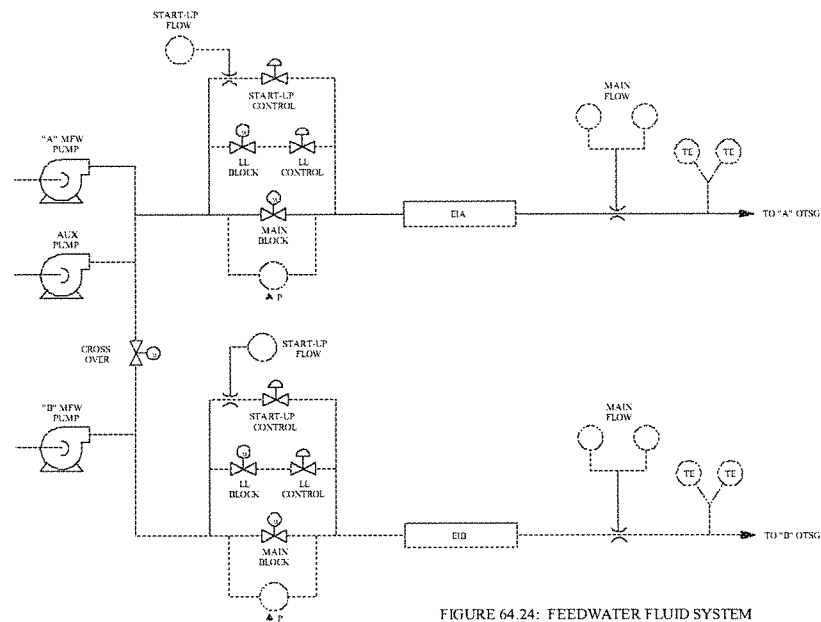 START-UP
FLOW
START-UP
CONTROL
M
LL
BLOCK
LL
CONTROL
"A" MFW
PUMP
M
MAIN
BLOCK
P
E1A
MAIN
FLOW
TE
TE
TO "A" OTSG
AUX
PUMP
CROSS
OVER
M
START-UP
FLOW
START-UP
CONTROL
M
LL
BLOCK
LL
CONTROL
"B" MFW
PUMP
M
MAIN
BLOCK
P
E1B
MAIN
FLOW
TE
TE
TO "B" OTSG
FIGURE 64.24: FEEDWATER FLUID SYSTEM